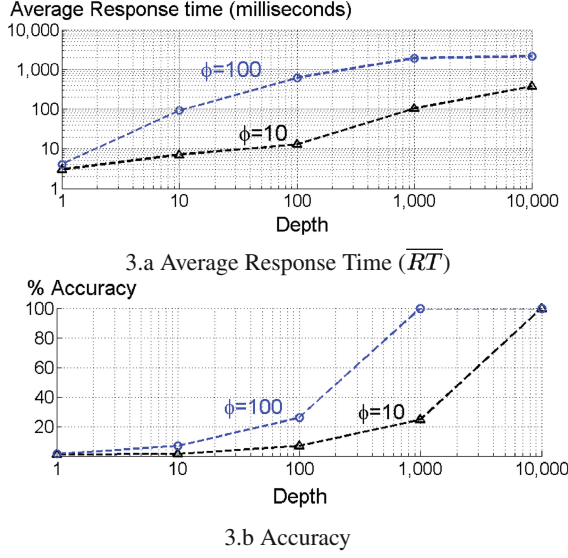 Average Response time (milliseconds)
10,000
1,000
100
10
1
ϕ=100
ϕ=10
1 10 100 1,000 10,000
Depth
3.a Average Response Time (RT)
% Accuracy
100
80
60
40
20
ϕ=100
ϕ=10
1 10 100 1,000 10,000
Depth
3.b Accuracy